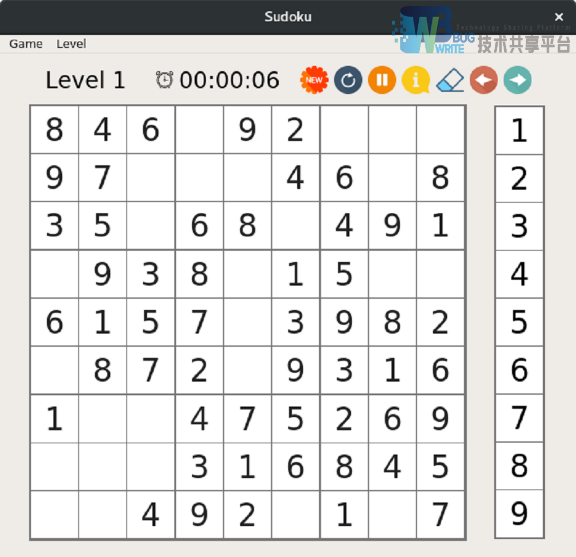 Sudoku
Technology Sharing Platform
WDBUG WRITE 技术共享平台
Game Level
Level 1 00:00:06 NEW i
8 4 6 9 2 1
9 7 4 6 8 2
3 5 6 8 4 9 1 3
9 3 8 1 5 4
6 1 5 7 3 9 8 2 5
8 7 2 9 3 1 6 6
1 4 7 5 2 6 9 7
3 1 6 8 4 5 8
4 9 2 1 7 9